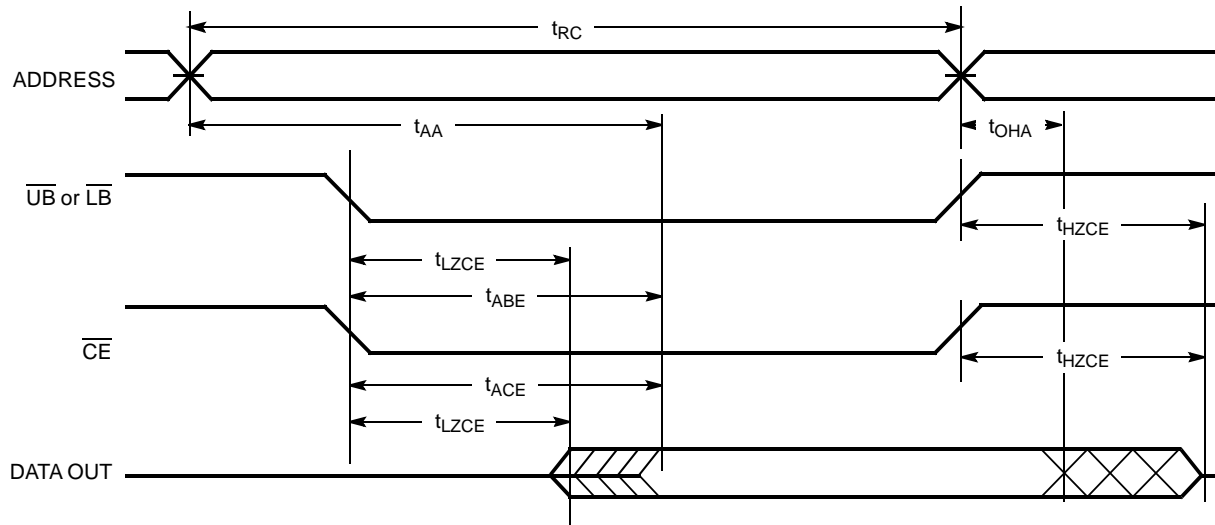 tRC
ADDRESS
tAA
tOHA
UB or LB
tHZCE
tLZCE
tABE
CE
tHZCE
tACE
tLZCE
DATA OUT